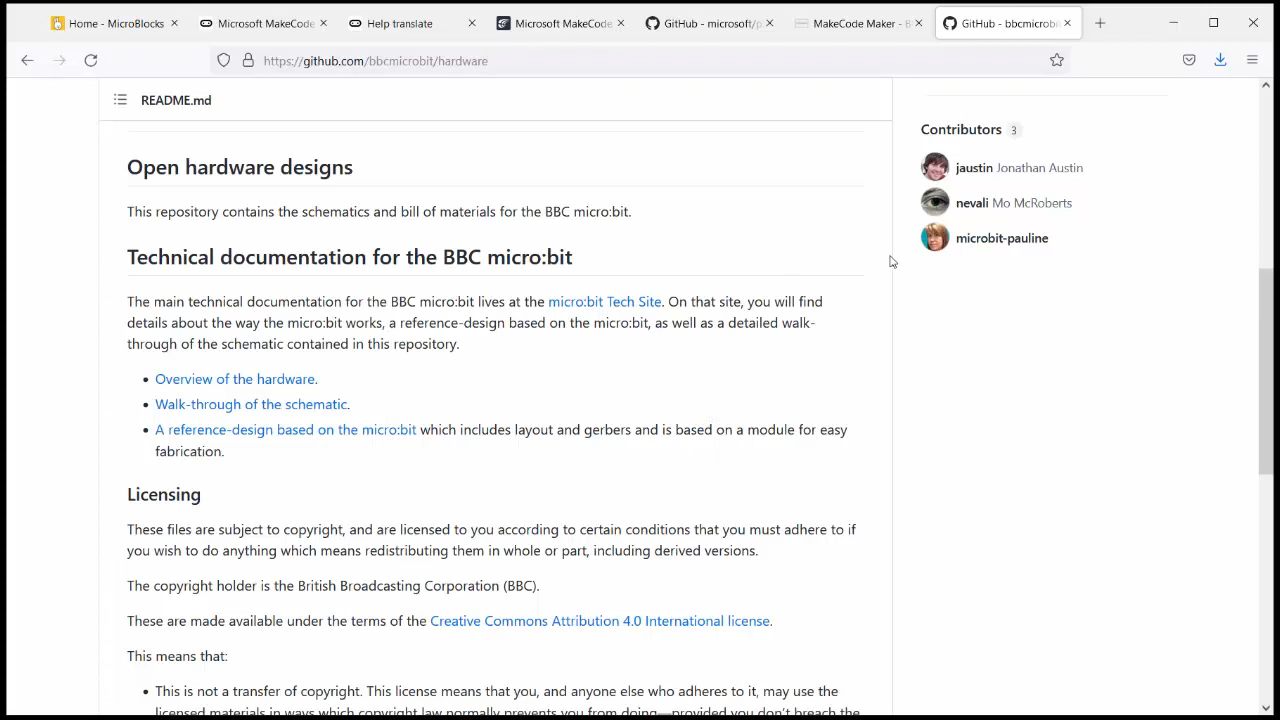 Home - MicroBlocks
Microsoft MakeCode
Help translate
Microsoft MakeCode
GitHub - microsoft/p
MakeCode Maker - B
GitHub - bbcmicrobi
https://github.com/bbcmicrobit/hardware
README.md
Open hardware designs
This repository contains the schematics and bill of materials for the BBC micro:bit.
Technical documentation for the BBC micro:bit
The main technical documentation for the BBC micro:bit lives at the micro:bit Tech Site. On that site, you will find
details about the way the micro:bit works, a reference-design based on the micro:bit, as well as a detailed walk-
through of the schematic contained in this repository.
• Overview of the hardware.
• Walk-through of the schematic.
• A reference-design based on the micro:bit which includes layout and gerbers and is based on a module for easy
fabrication.
Licensing
These files are subject to copyright, and are licensed to you according to certain conditions that you must adhere to if
you wish to do anything which means redistributing them in whole or part, including derived versions.
The copyright holder is the British Broadcasting Corporation (BBC).
These are made available under the terms of the Creative Commons Attribution 4.0 International license.
This means that:
• This is not a transfer of copyright. This license means that you, and anyone else who adheres to it, may use the
licensed materials in ways which copyright law normally prevents you from doing—provided you don't breach the
Contributors 3
jaustin Jonathan Austin
nevali Mo McRoberts
microbit-pauline